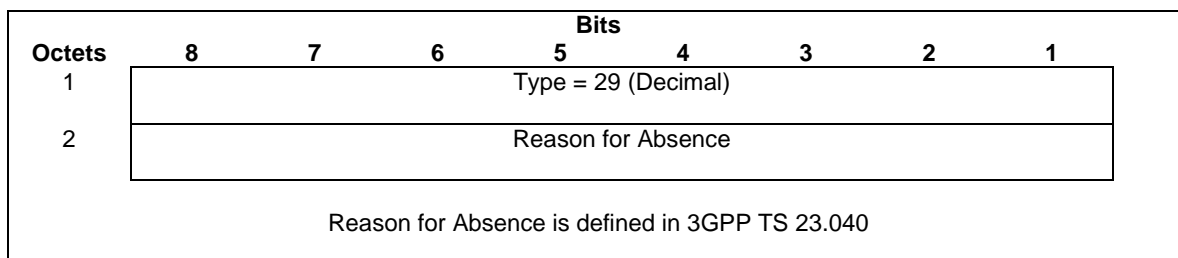 Bits
Octets 8 7 6 5 4 3 2 1
1 Type = 29 (Decimal)
2 Reason for Absence
Reason for Absence is defined in 3GPP TS 23.040